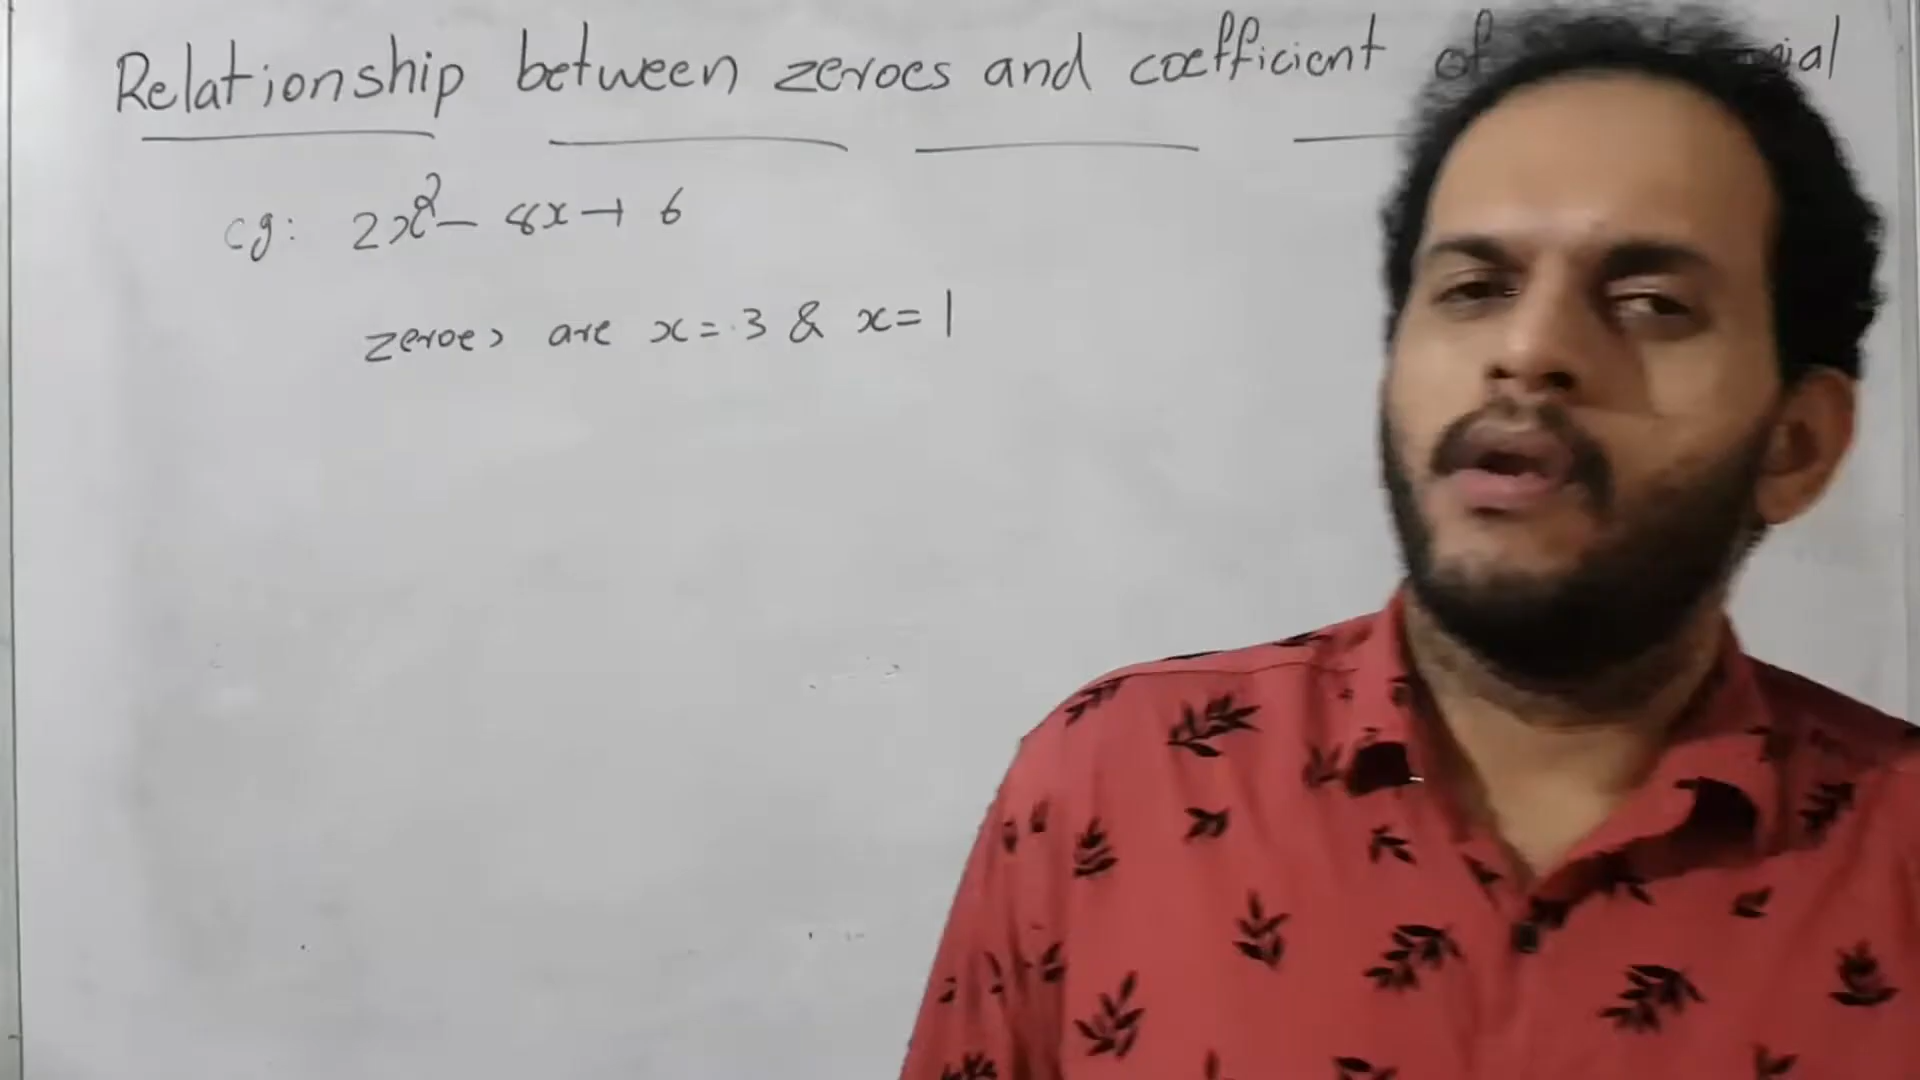 Relationship between zeroes and coefficient of
eg: 2x² - 8x + 6
zeroes are x = 3 & x = 1